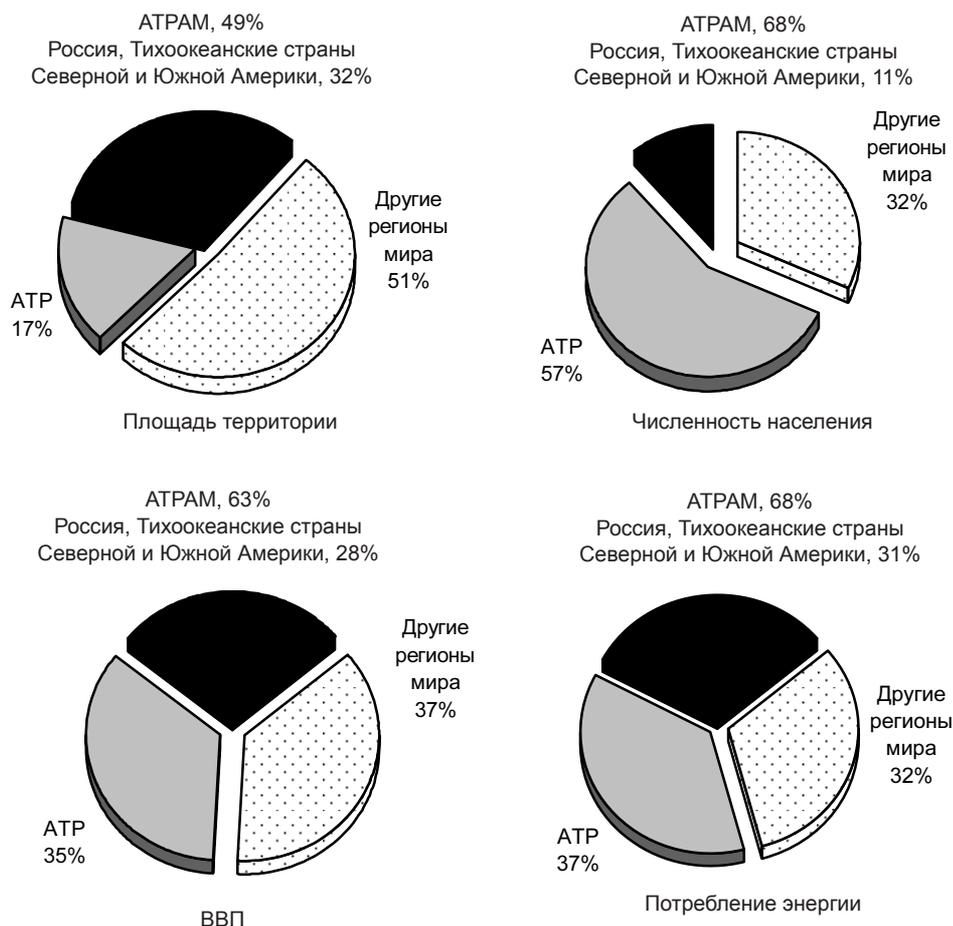 АТРАМ, 49%
Россия, Тихоокеанские страны
Северной и Южной Америки, 32%
Другие
регионы
мира
51%
АТР
17%
Площадь территории
АТРАМ, 68%
Россия, Тихоокеанские страны
Северной и Южной Америки, 11%
Другие
регионы
мира
32%
АТР
57%
Численность населения
АТРАМ, 63%
Россия, Тихоокеанские страны
Северной и Южной Америки, 28%
Другие
регионы
мира
37%
АТР
35%
ВВП
АТРАМ, 68%
Россия, Тихоокеанские страны
Северной и Южной Америки, 31%
Другие
регионы
мира
32%
АТР
37%
Потребление энергии